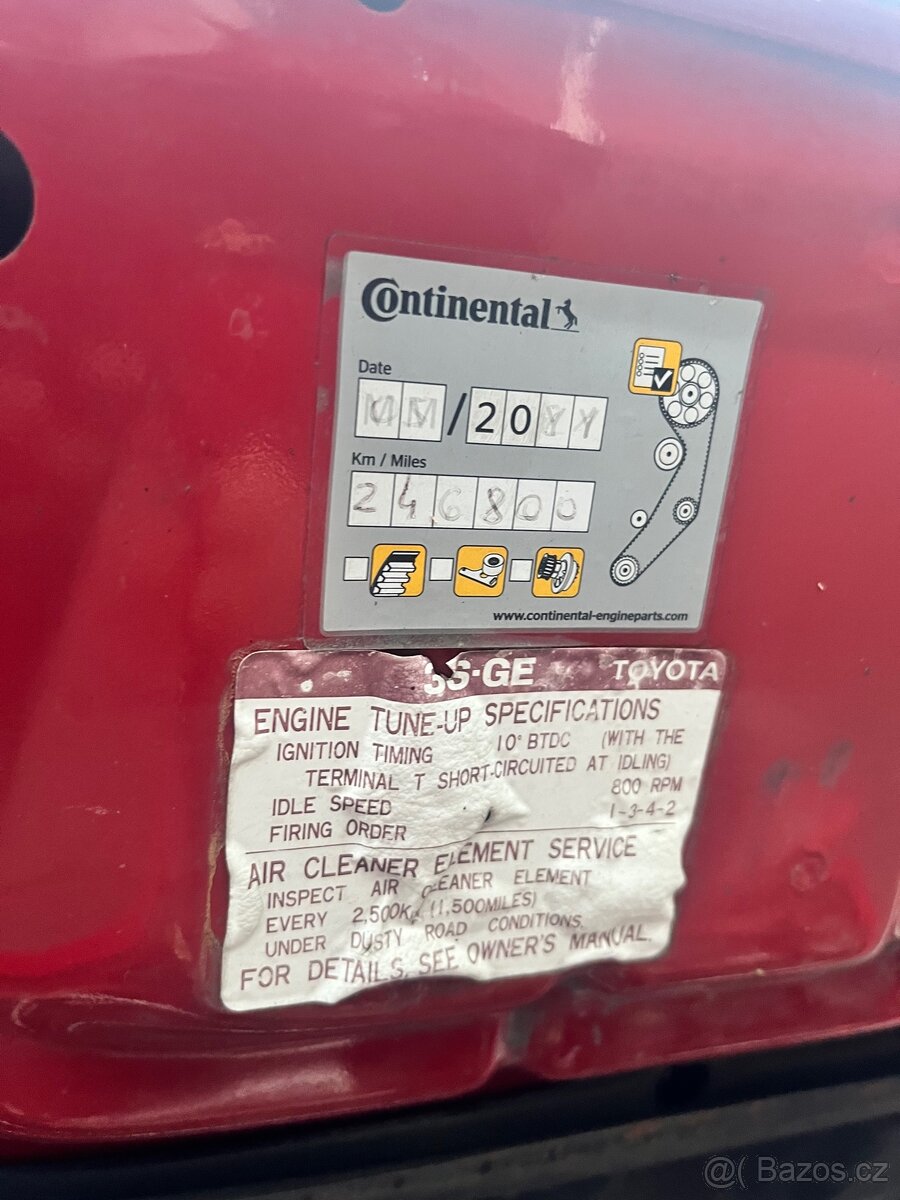 Continental
Date
/20
Km / Miles
246800
www.continental-engineparts.com
3S-GE TOYOTA
ENGINE TUNE-UP SPECIFICATIONS
IGNITION TIMING 10° BTDC (WITH THE
TERMINAL T SHORT-CIRCUITED AT IDLING)
IDLE SPEED 800 RPM
FIRING ORDER 1-3-4-2
AIR CLEANER ELEMENT SERVICE
INSPECT AIR CLEANER ELEMENT
EVERY 2,500Km (1,500MILES)
UNDER DUSTY ROAD CONDITIONS.
FOR DETAILS, SEE OWNER'S MANUAL.
@( Bazos.cz